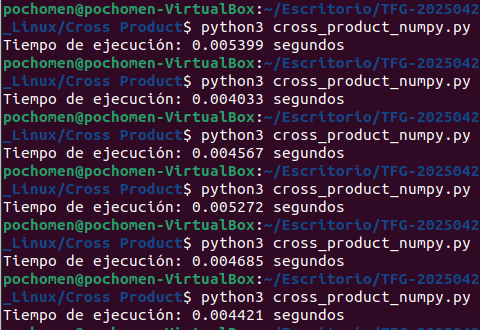 pochomen@pochomen-VirtualBox:~/Escritorio/TFG-2025042
_Linux/Cross Product$ python3 cross_product_numpy.py
Tiempo de ejecución: 0.005399 segundos
pochomen@pochomen-VirtualBox:~/Escritorio/TFG-2025042
_Linux/Cross Product$ python3 cross_product_numpy.py
Tiempo de ejecución: 0.004033 segundos
pochomen@pochomen-VirtualBox:~/Escritorio/TFG-2025042
_Linux/Cross Product$ python3 cross_product_numpy.py
Tiempo de ejecución: 0.004567 segundos
pochomen@pochomen-VirtualBox:~/Escritorio/TFG-2025042
_Linux/Cross Product$ python3 cross_product_numpy.py
Tiempo de ejecución: 0.005272 segundos
pochomen@pochomen-VirtualBox:~/Escritorio/TFG-2025042
_Linux/Cross Product$ python3 cross_product_numpy.py
Tiempo de ejecución: 0.004685 segundos
pochomen@pochomen-VirtualBox:~/Escritorio/TFG-2025042
_Linux/Cross Product$ python3 cross_product_numpy.py
Tiempo de ejecución: 0.004421 segundos